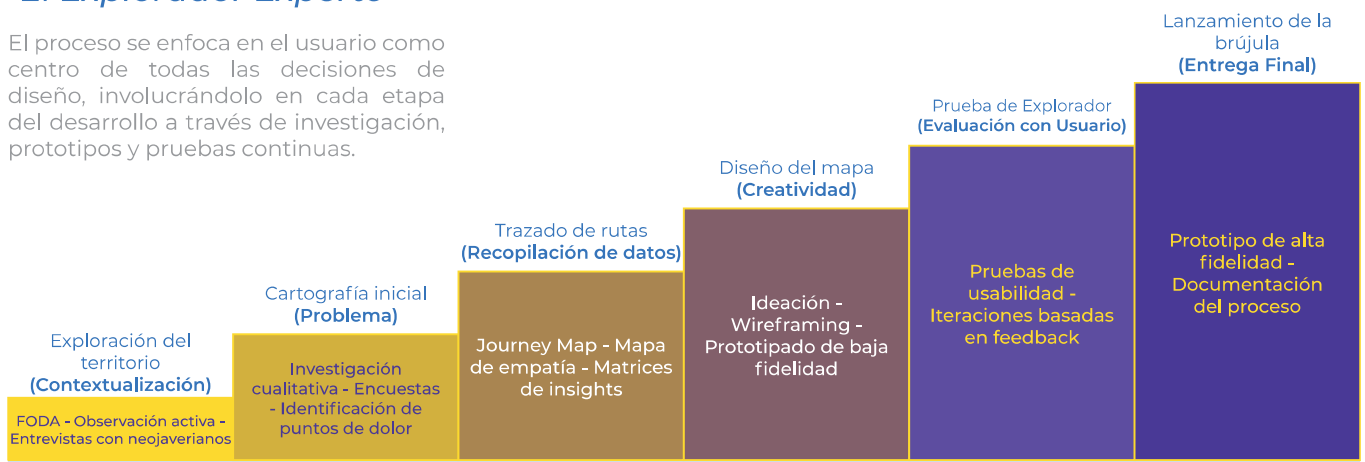 El Explorador Experto
El proceso se enfoca en el usuario como
centro de todas las decisiones de
diseño, involucrándolo en cada etapa
del desarrollo a través de investigación,
prototipos y pruebas continuas.
Exploración del
territorio
(Contextualización)
FODA - Observación activa -
Entrevistas con neojaverianos
Cartografía inicial
(Problema)
Investigación
cualitativa - Encuestas
- Identificación de
puntos de dolor
Trazado de rutas
(Recopilación de datos)
Journey Map - Mapa
de empatía - Matrices
de insights
Diseño del mapa
(Creatividad)
Ideación -
Wireframing -
Prototipado de baja
fidelidad
Prueba de Explorador
(Evaluación con Usuario)
Pruebas de
usabilidad -
Iteraciones basadas
en feedback
Lanzamiento de la
brújula
(Entrega Final)
Prototipo de alta
fidelidad -
Documentación
del proceso